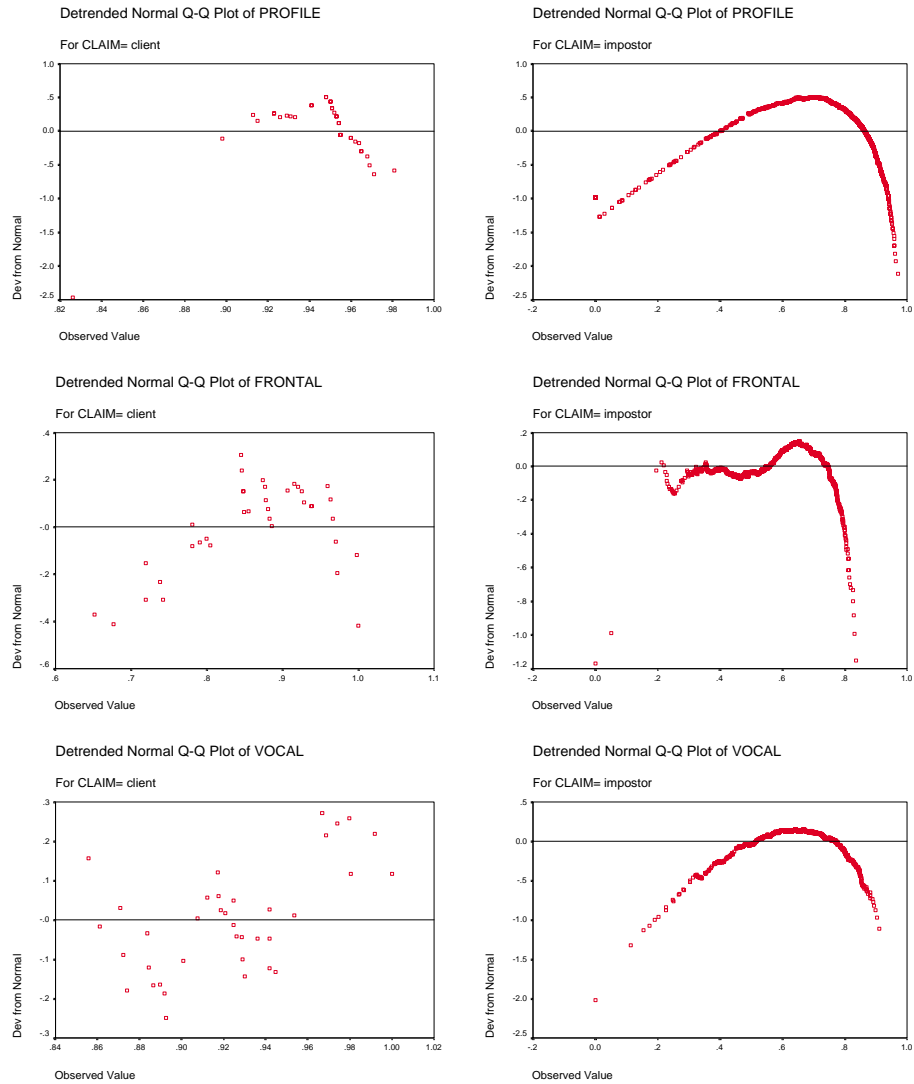 Detrended Normal Q-Q Plot of PROFILE
For CLAIM= client
1.0
.5
0.0
-.5
-1.0
-1.5
-2.0
-2.5
Dev from Normal
.82 .84 .86 .88 .90 .92 .94 .96 .98 1.00
Observed Value
Detrended Normal Q-Q Plot of PROFILE
For CLAIM= impostor
1.0
.5
0.0
-.5
-1.0
-1.5
-2.0
-2.5
Dev from Normal
-.2 0.0 .2 .4 .6 .8 1.0
Observed Value
Detrended Normal Q-Q Plot of FRONTAL
For CLAIM= client
.4
.2
-.0
-.2
-.4
-.6
Dev from Normal
.6 .7 .8 .9 1.0 1.1
Observed Value
Detrended Normal Q-Q Plot of FRONTAL
For CLAIM= impostor
.2
0.0
-.2
-.4
-.6
-.8
-1.0
-1.2
Dev from Normal
-.2 0.0 .2 .4 .6 .8 1.0
Observed Value
Detrended Normal Q-Q Plot of VOCAL
For CLAIM= client
.3
.2
.1
-.0
-.1
-.2
-.3
Dev from Normal
.84 .86 .88 .90 .92 .94 .96 .98 1.00 1.02
Observed Value
Detrended Normal Q-Q Plot of VOCAL
For CLAIM= impostor
.5
0.0
-.5
-1.0
-1.5
-2.0
-2.5
Dev from Normal
-.2 0.0 .2 .4 .6 .8 1.0
Observed Value